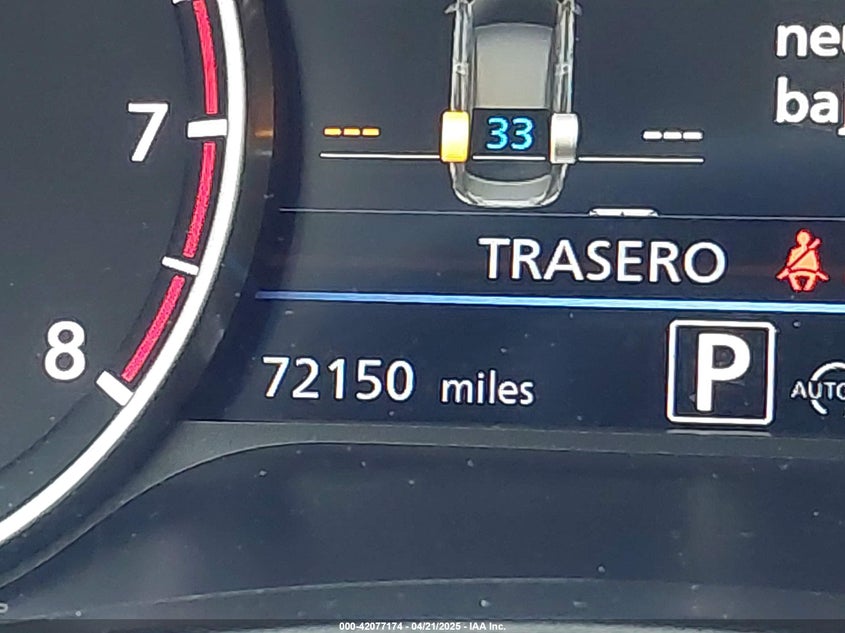 7
33
TRASERO
8
72150 miles
P
000-42077174 - 04/21/2025 - IAA Inc.